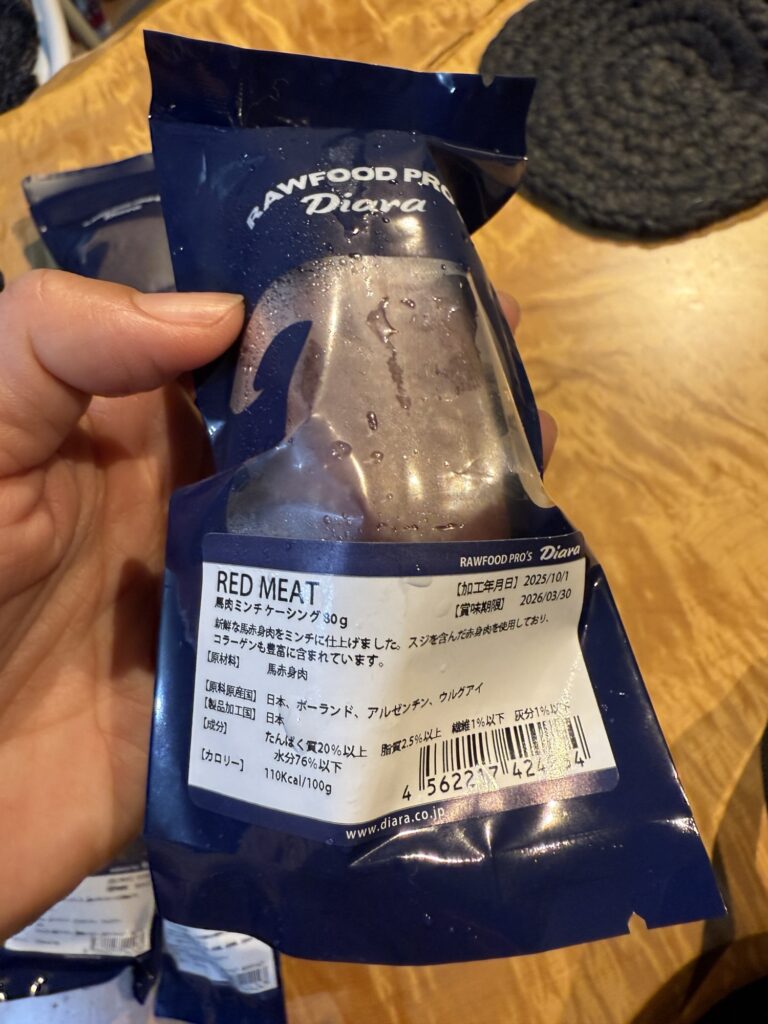 RAWFOOD PRO
Diara
RAWFOOD PRO'S Diara
RED MEAT
馬肉ミンチ ケーシング 80g
【加工年月日】 2025/10/1
【賞味期限】 2026/03/30
新鮮な馬赤身肉をミンチに仕上げました。スジを含んだ赤身肉を使用しており、
コラーゲンも豊富に含まれています。
【原材料】 馬赤身肉
【原料原産国】 日本、ポーランド、アルゼンチン、ウルグアイ
【製品加工国】 日本
【成分】 たんぱく質20%以上 脂質2.5%以上 繊維1%以下 灰分1%以下
水分76%以下
【カロリー】 110Kcal/100g
www.diara.co.jp